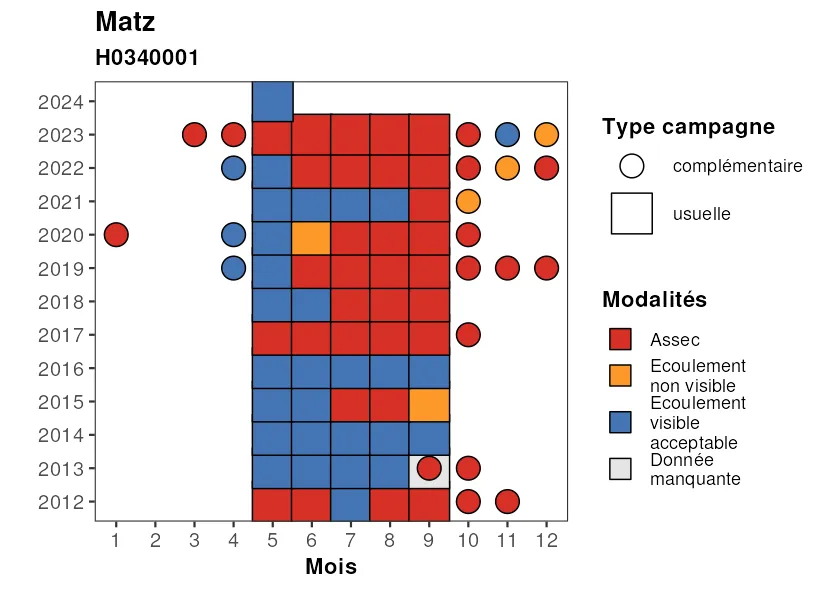 Matz
H0340001
2024
2023
2022
2021
2020
2019
2018
2017
2016
2015
2014
2013
2012
1 2 3 4 5 6 7 8 9 10 11 12
Mois
Type campagne
complémentaire
usuelle
Modalités
Assec
Ecoulement
non visible
Ecoulement
visible
acceptable
Donnée
manquante